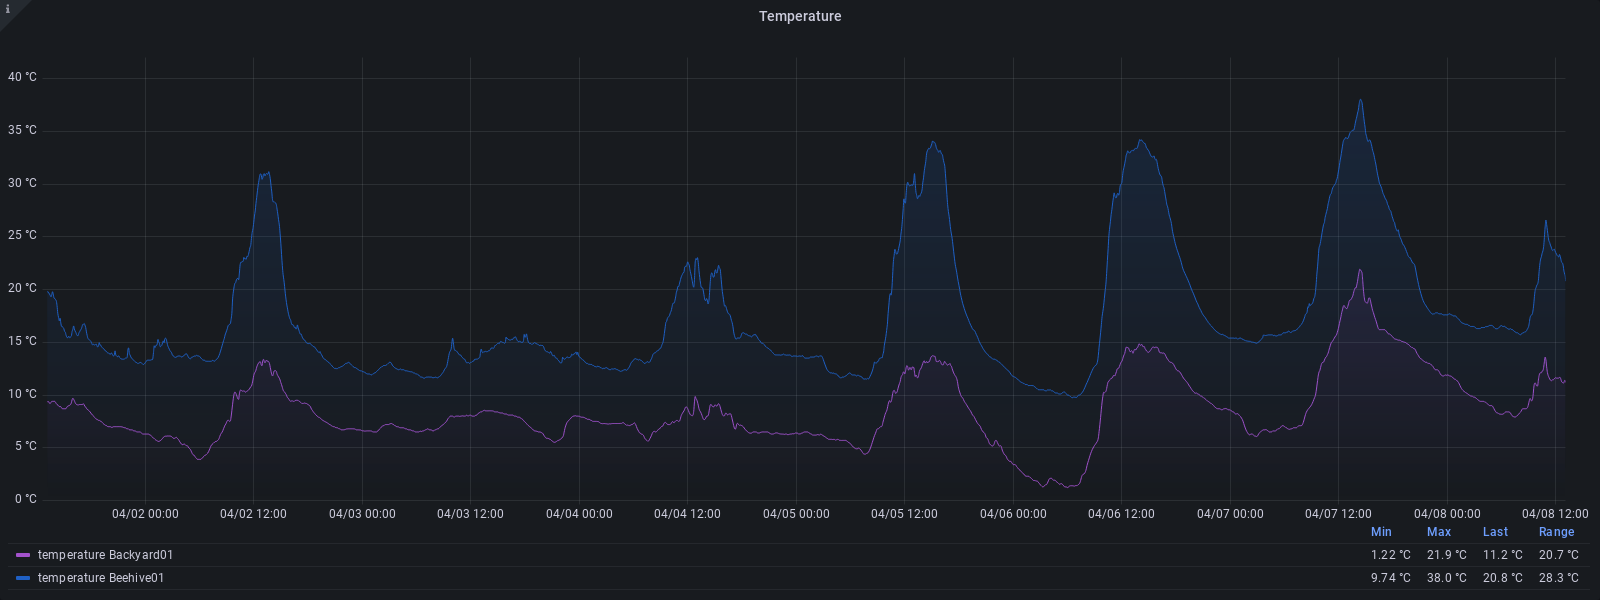 i
Temperature
40 °C
35 °C
30 °C
25 °C
20 °C
15 °C
10 °C
5 °C
0 °C
04/02 00:00 04/02 12:00 04/03 00:00 04/03 12:00 04/04 00:00 04/04 12:00 04/05 00:00 04/05 12:00 04/06 00:00 04/06 12:00 04/07 00:00 04/07 12:00 04/08 00:00 04/08 12:00
Min Max Last Range
temperature Backyard01 1.22 °C 21.9 °C 11.2 °C 20.7 °C
temperature Beehive01 9.74 °C 38.0 °C 20.8 °C 28.3 °C